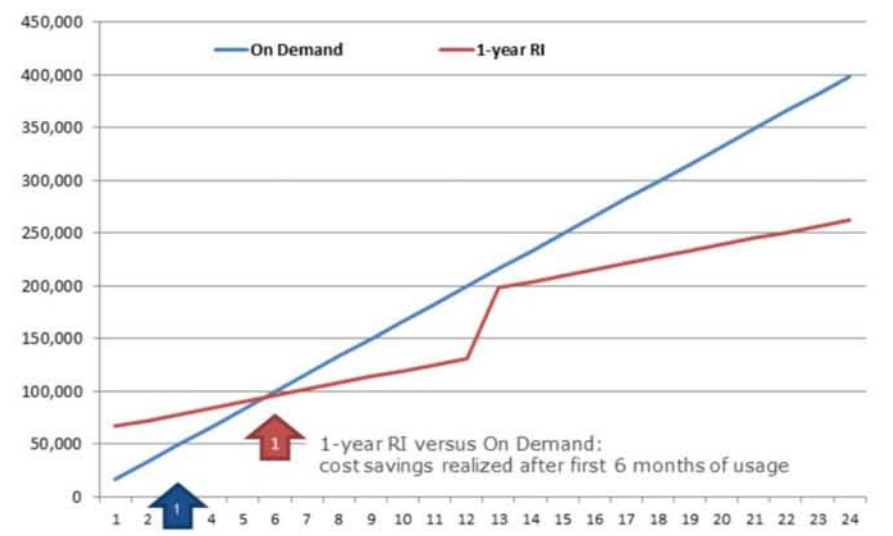 450,000
On Demand
1-year RI
400,000
350,000
300,000
250,000
200,000
150,000
100,000
50,000
1
1-year RI versus On Demand:
cost savings realized after first 6 months of usage
0
1 2 1 4 5 6 7 8 9 10 11 12 13 14 15 16 17 18 19 20 21 22 23 24